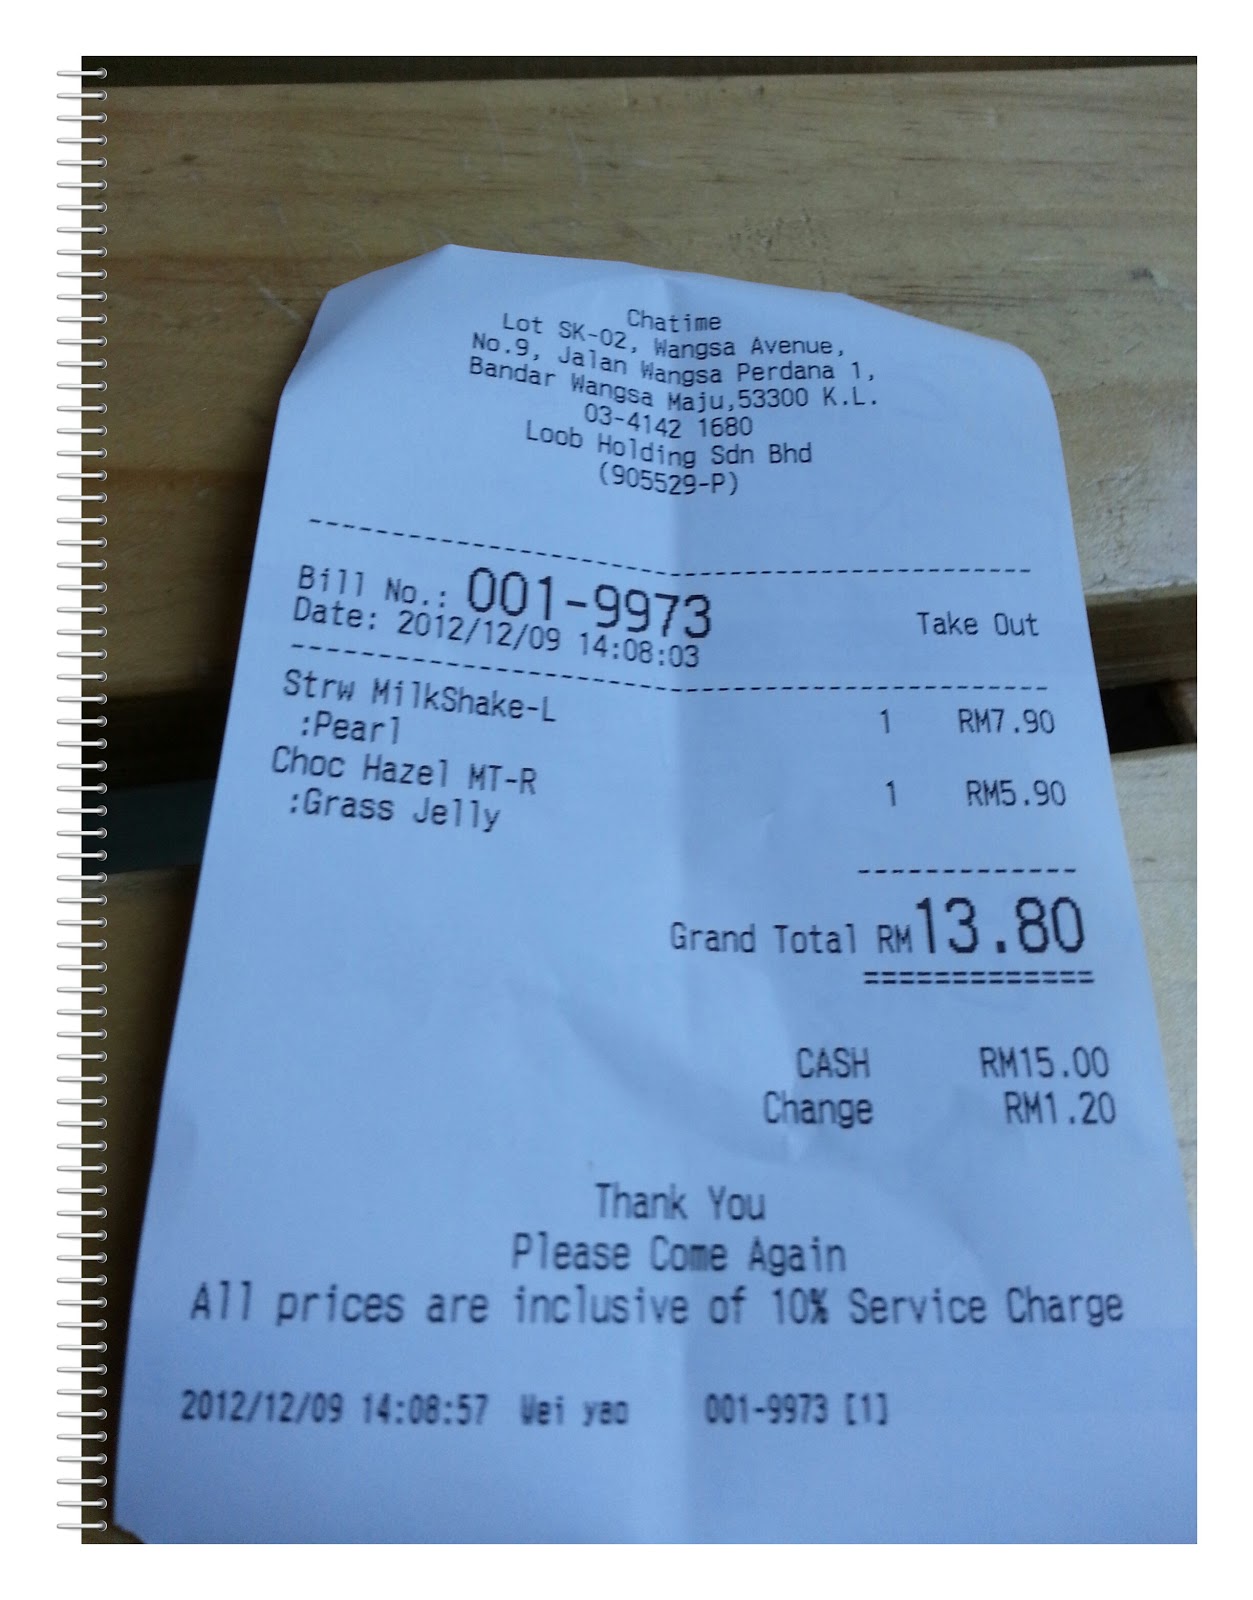 Chatime
Lot SK-02, Wangsa Avenue,
No.9, Jalan Wangsa Perdana 1,
Bandar Wangsa Maju,53300 K.L.
03-4142 1680
Loob Holding Sdn Bhd
(905529-P)
--------------------------------
Bill No.: 001-9973 Take Out
Date: 2012/12/09 14:08:03
--------------------------------
Strw MilkShake-L 1 RM7.90
:Pearl
Choc Hazel MT-R 1 RM5.90
:Grass Jelly
-------------
Grand Total RM13.80
=============
CASH RM15.00
Change RM1.20
Thank You
Please Come Again
All prices are inclusive of 10% Service Charge
2012/12/09 14:08:57 Wei yao 001-9973 [1]